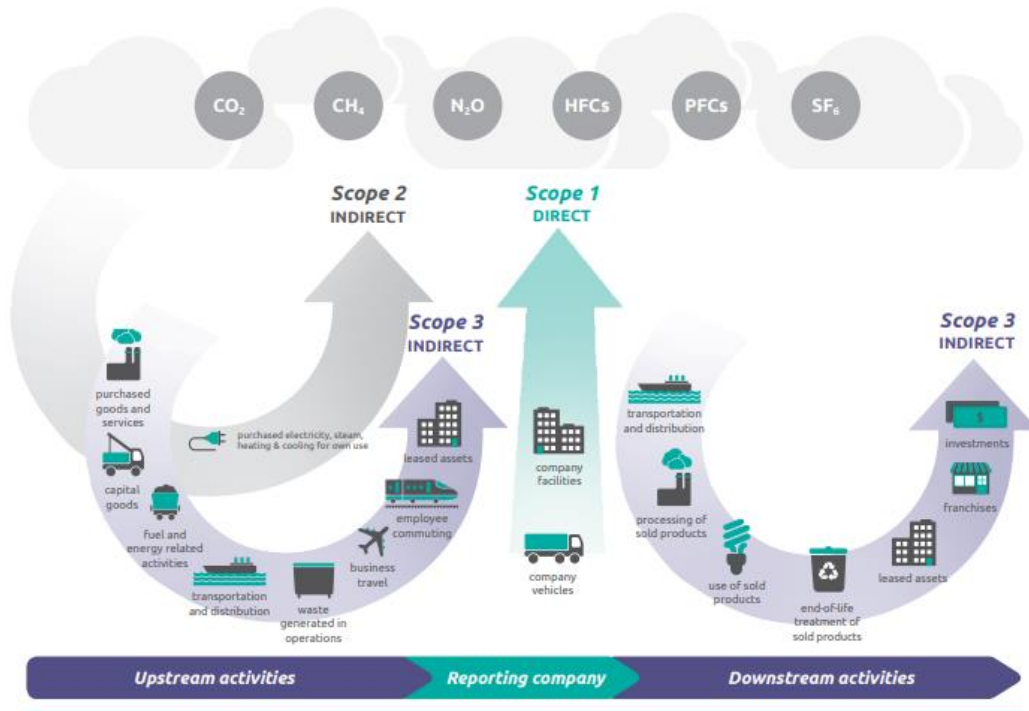 CO₂
CH₄
N₂O
HFCs
PFCs
SF₆
Scope 2
INDIRECT
Scope 1
DIRECT
Scope 3
INDIRECT
Scope 3
INDIRECT
purchased
goods and
services
capital
goods
fuel and
energy related
activities
transportation
and distribution
waste
generated in
operations
business
travel
employee
commuting
leased assets
purchased electricity, steam,
heating & cooling for own use
company
facilities
company
vehicles
transportation
and distribution
processing of
sold products
use of sold
products
end-of-life
treatment of
sold products
leased assets
franchises
investments
$
Upstream activities
Reporting company
Downstream activities